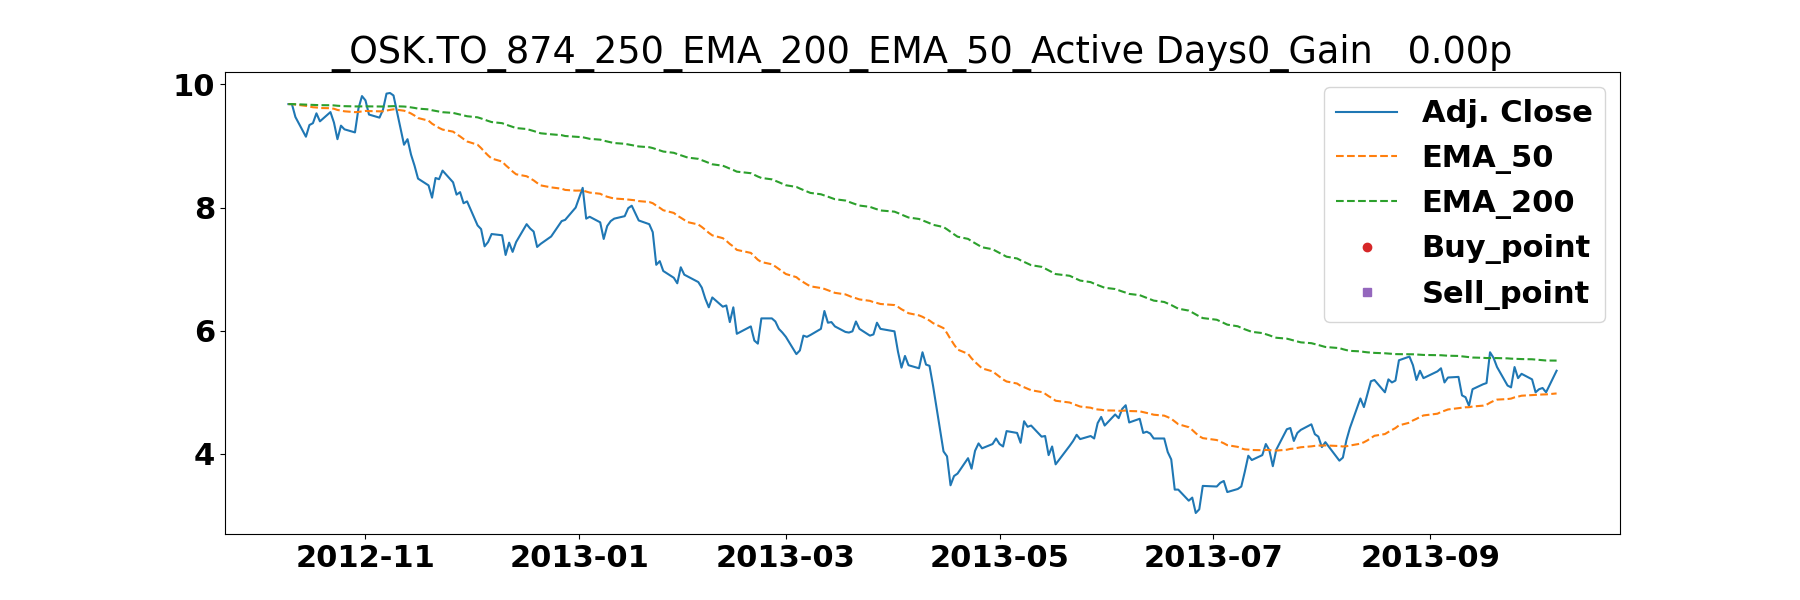 _OSK.TO_874_250_EMA_200_EMA_50_Active Days0_Gain   0.00p
10
8
6
4
Adj. Close
EMA_50
EMA_200
Buy_point
Sell_point
2012-11
2013-01
2013-03
2013-05
2013-07
2013-09